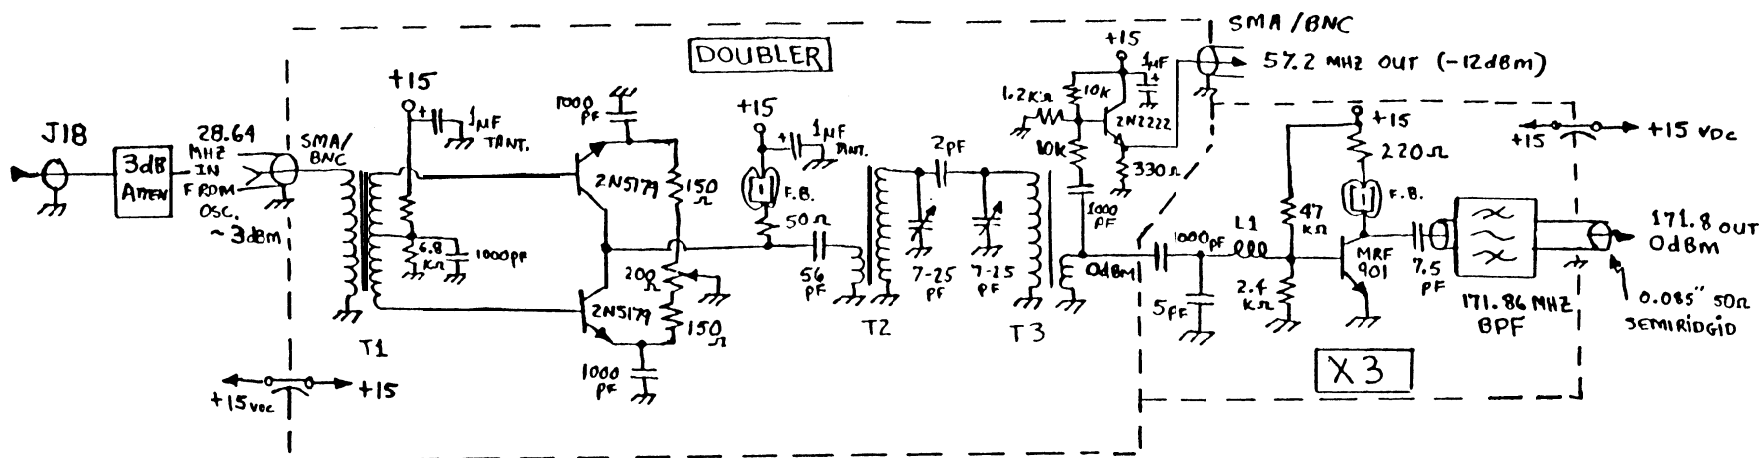 DOUBLER
SMA/BNC
57.2 MHZ OUT (-12dBm)
J18
3dB
ATTEN
28.64
MHZ
IN
FROM
OSC.
~ 3dBm
SMA/
BNC
+15
1µF
TANT.
6.8
KΩ
1000PF
T1
+15VDC
+15
1000
PF
2N5179
150
Ω
200
Ω
2N5179
150
Ω
1000
PF
+15
1µF
TANT.
F.B.
50Ω
56
PF
T2
2PF
7-25
PF
7-25
PF
T3
1.2KΩ
10K
+15
1µF
2N2222
10K
330Ω
1000
PF
0dBM
1000PF
5PF
L1
47
KΩ
2.4
KΩ
+15
220Ω
F.B.
MRF
901
7.5
PF
171.86 MHZ
BPF
+15
+15 VDC
171.8 OUT
0dBm
0.085" 50Ω
SEMIRIDGID
X3